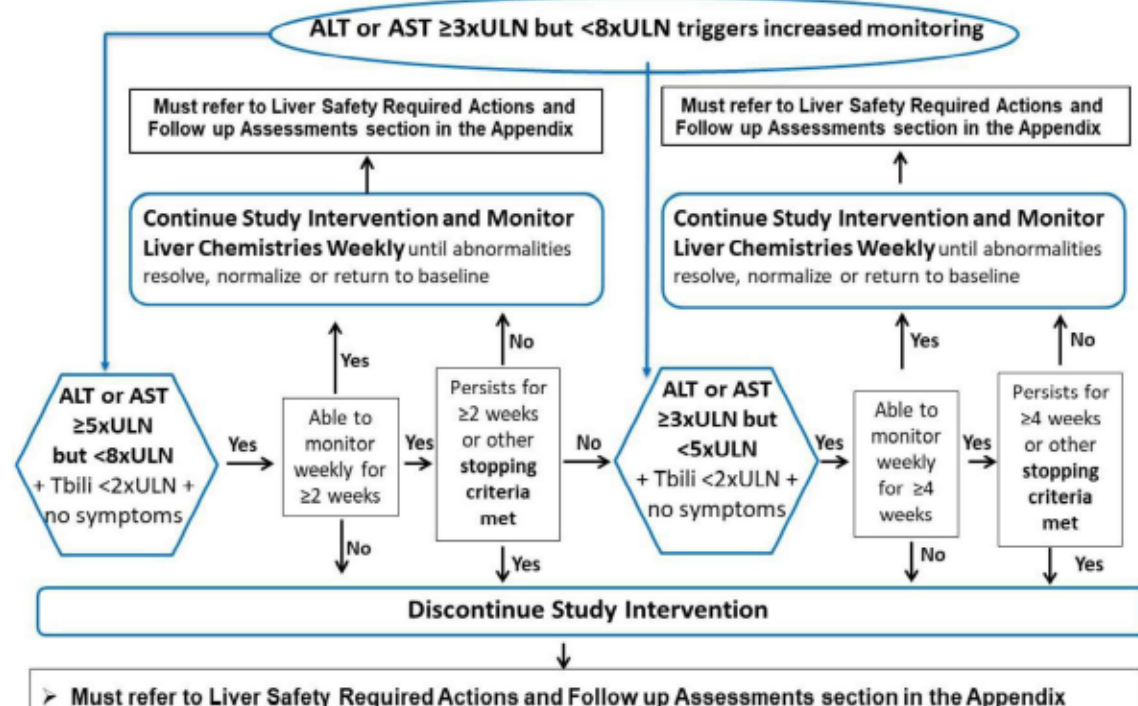 ALT or AST ≥3xULN but <8xULN triggers increased monitoring
Must refer to Liver Safety Required Actions and
Follow up Assessments section in the Appendix
Must refer to Liver Safety Required Actions and
Follow up Assessments section in the Appendix
Continue Study Intervention and Monitor
Liver Chemistries Weekly until abnormalities
resolve, normalize or return to baseline
Continue Study Intervention and Monitor
Liver Chemistries Weekly until abnormalities
resolve, normalize or return to baseline
Yes
No
Yes
No
ALT or AST
≥5xULN
but <8xULN
+ Tbili <2xULN +
no symptoms
Yes
Able to
monitor
weekly for
≥2 weeks
Yes
Persists for
≥2 weeks
or other
stopping
criteria
met
No
ALT or AST
≥3xULN but
<5xULN
+ Tbili <2xULN +
no symptoms
Yes
Able to
monitor
weekly
for ≥4
weeks
Yes
Persists for
≥4 weeks
or other
stopping
criteria
met
No
Yes
No
Yes
Discontinue Study Intervention
➢ Must refer to Liver Safety Required Actions and Follow up Assessments section in the Appendix